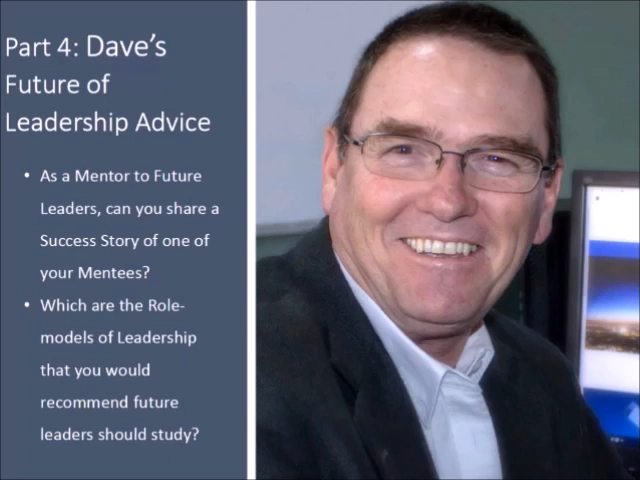 Part 4: Dave's
Future of
Leadership Advice
• As a Mentor to Future
Leaders, can you share a
Success Story of one of
your Mentees?
• Which are the Role-
models of Leadership
that you would
recommend future
leaders should study?